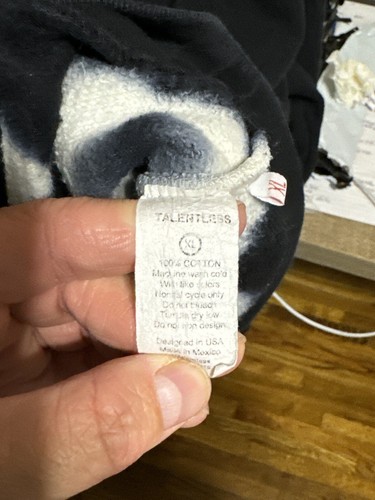 TALENTLESS
XL
100% COTTON
Machine wash cold
With like colors
Normal cycle only
Do not bleach
Tumble dry low
Do not iron design
Designed in USA
Made in Mexico
XL